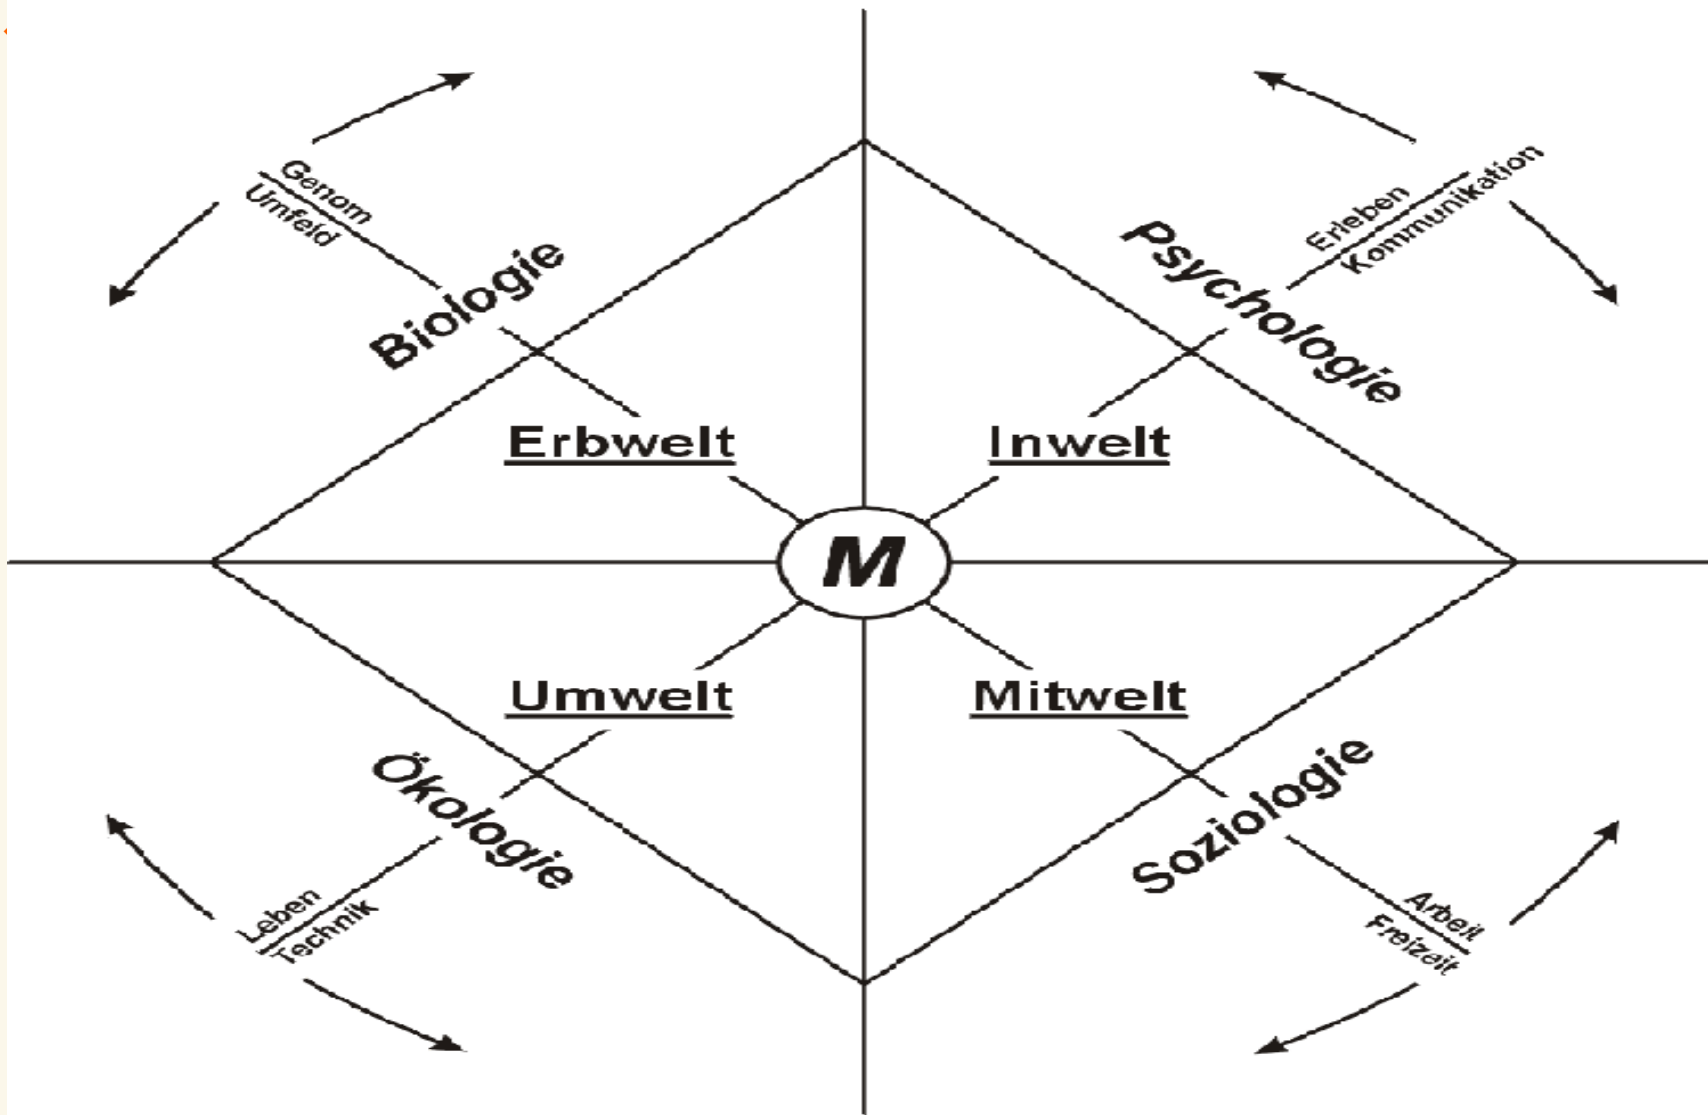 Genom
Umfeld
Biologie
Erleben
Kommunikation
Psychologie
Erbwelt
Inwelt
M
Umwelt
Mitwelt
Ökologie
Leben
Technik
Soziologie
Arbeit
Freizeit